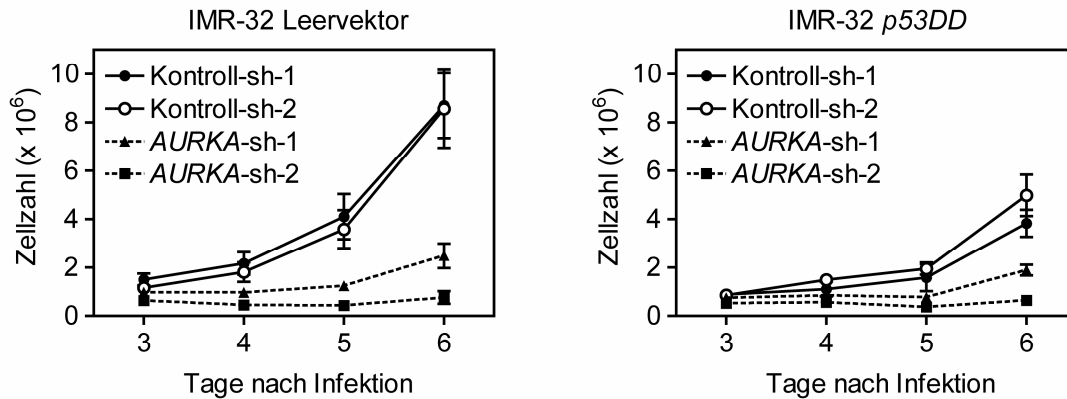 IMR-32 Leervektor
Zellzahl (x 10⁶)
10
8
6
4
2
0
Kontroll-sh-1
Kontroll-sh-2
AURKA-sh-1
AURKA-sh-2
3 4 5 6
Tage nach Infektion
IMR-32 p53DD
Zellzahl (x 10⁶)
10
8
6
4
2
0
Kontroll-sh-1
Kontroll-sh-2
AURKA-sh-1
AURKA-sh-2
3 4 5 6
Tage nach Infektion